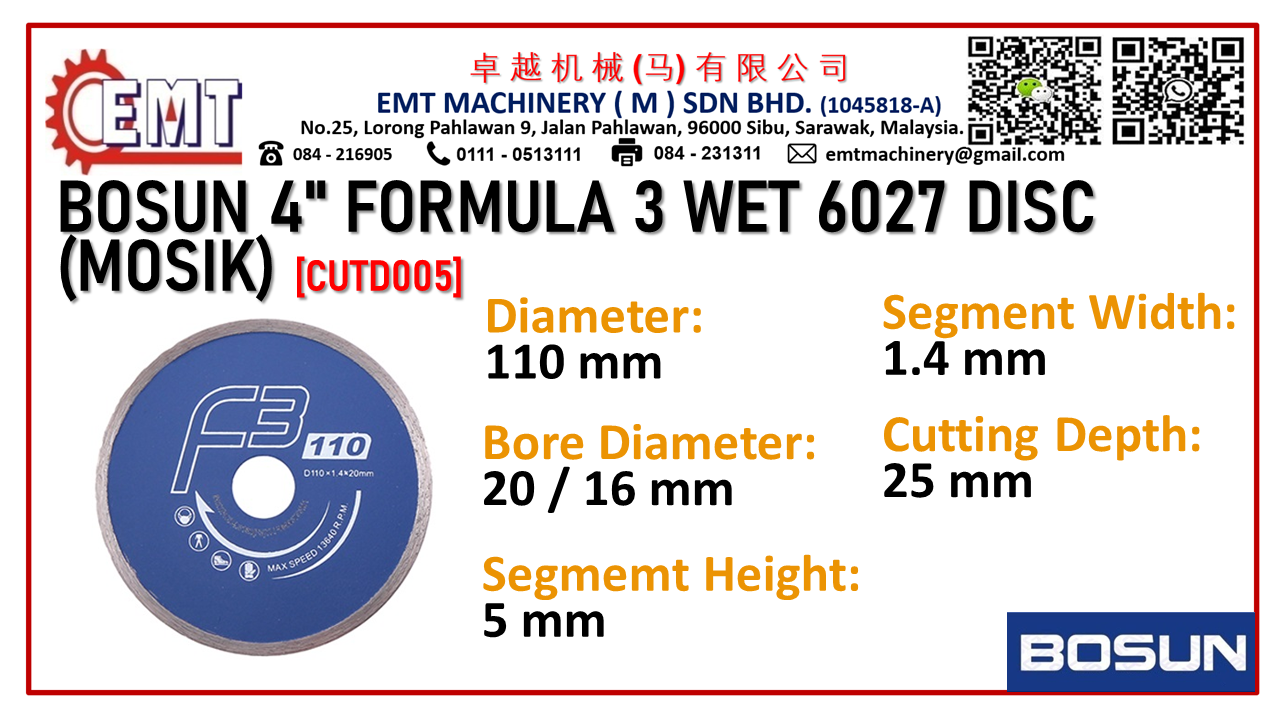 EMT
卓越机械(马)有限公司
EMT MACHINERY ( M ) SDN BHD. (1045818-A)
No.25, Lorong Pahlawan 9, Jalan Pahlawan, 96000 Sibu, Sarawak, Malaysia.
084 - 216905 0111 - 0513111 084 - 231311 emtmachinery@gmail.com
BOSUN 4" FORMULA 3 WET 6027 DISC
(MOSIK) [CUTD005]
Diameter:
110 mm
Segment Width:
1.4 mm
Bore Diameter:
20 / 16 mm
Cutting Depth:
25 mm
Segmemt Height:
5 mm
F3
110
D110×1.4×20mm
MAX SPEED 13640 R.P.M
BOSUN